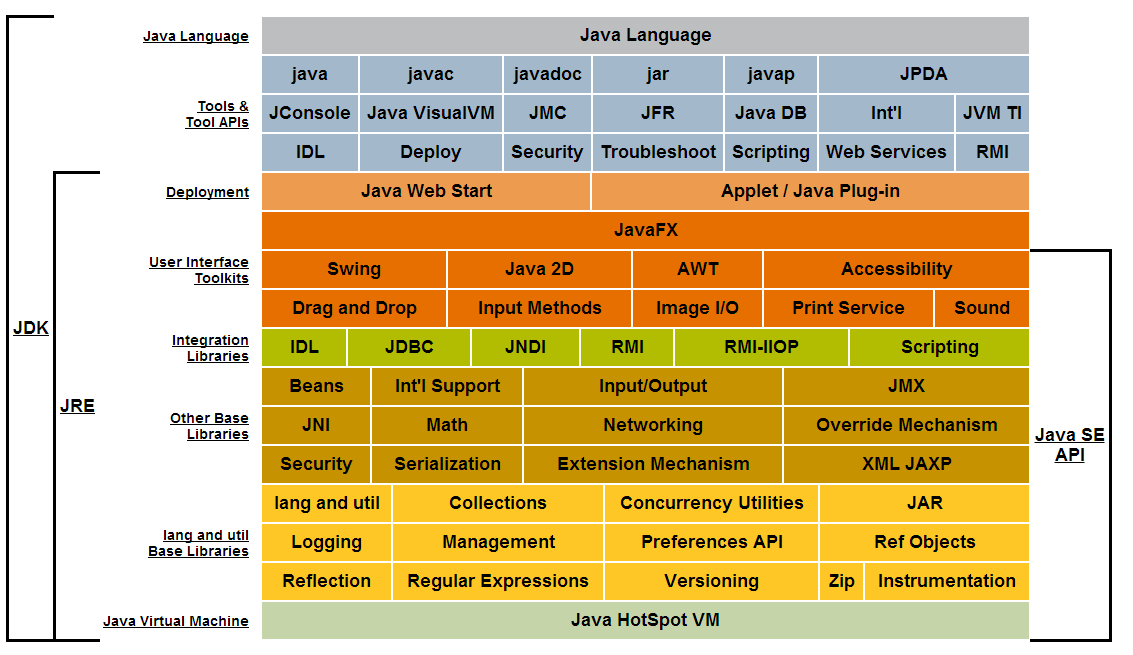 Java Language
Java Language
java javac javadoc jar javap JPDA
Tools &
Tool APIs
JConsole Java VisualVM JMC JFR Java DB Int'l JVM TI
IDL Deploy Security Troubleshoot Scripting Web Services RMI
Deployment
Java Web Start Applet / Java Plug-in
JavaFX
User Interface
Toolkits
Swing Java 2D AWT Accessibility
Drag and Drop Input Methods Image I/O Print Service Sound
JDK
Integration
Libraries
IDL JDBC JNDI RMI RMI-IIOP Scripting
JRE
Beans Int'l Support Input/Output JMX
Other Base
Libraries
JNI Math Networking Override Mechanism
Java SE
API
Security Serialization Extension Mechanism XML JAXP
lang and util Collections Concurrency Utilities JAR
lang and util
Base Libraries
Logging Management Preferences API Ref Objects
Reflection Regular Expressions Versioning Zip Instrumentation
Java Virtual Machine
Java HotSpot VM